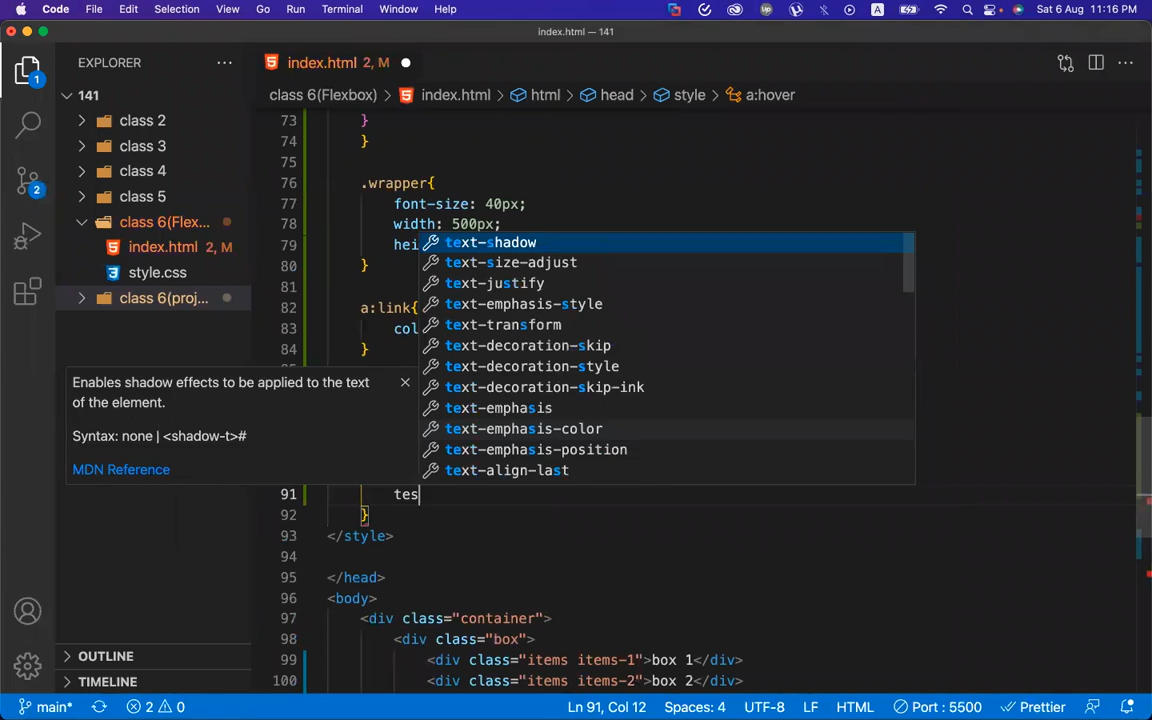 Code File Edit Selection View Go Run Terminal Window Help
Sat 6 Aug 11:16 PM
index.html — 141
EXPLORER
index.html 2, M
141
class 6(Flexbox) > index.html > html > head > style > a:hover
class 2
class 3
class 4
class 5
class 6(Flex...
index.html 2, M
style.css
class 6(proj...
73 }
74 }
75
76 .wrapper{
77 font-size: 40px;
78 width: 500px;
79 hei
80 }
81
82 a:link{
83 col
84 }
text-shadow
text-size-adjust
text-justify
text-emphasis-style
text-transform
text-decoration-skip
text-decoration-style
text-decoration-skip-ink
text-emphasis
text-emphasis-color
text-emphasis-position
text-align-last
Enables shadow effects to be applied to the text
of the element.
Syntax: none | <shadow-t>#
MDN Reference
91 tes
92 }
93 </style>
94
95 </head>
96 <body>
97 <div class="container">
98 <div class="box">
99 <div class="items items-1">box 1</div>
100 <div class="items items-2">box 2</div>
OUTLINE
TIMELINE
main* 2 0 Ln 91, Col 12 Spaces: 4 UTF-8 LF HTML Port : 5500 Prettier